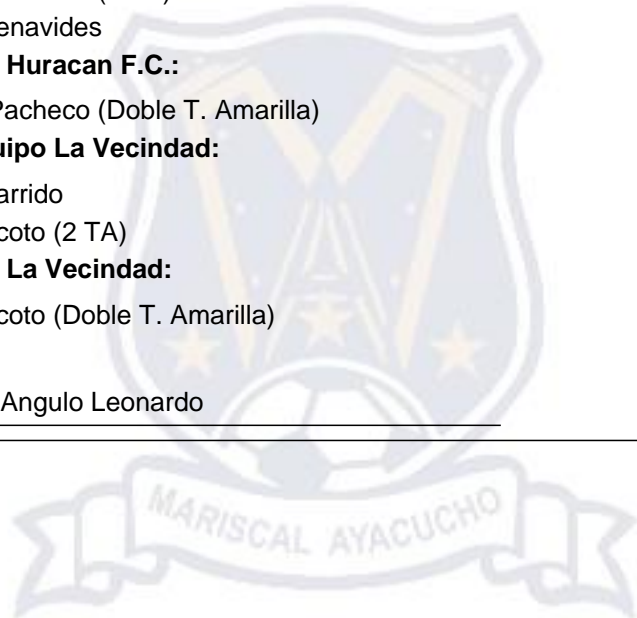 enavides
Huracan F.C.:
Pacheco (Doble T. Amarilla)
uipo La Vecindad:
arrido
coto (2 TA)
La Vecindad:
coto (Doble T. Amarilla)
Angulo Leonardo
MARISCAL AYACUCHO